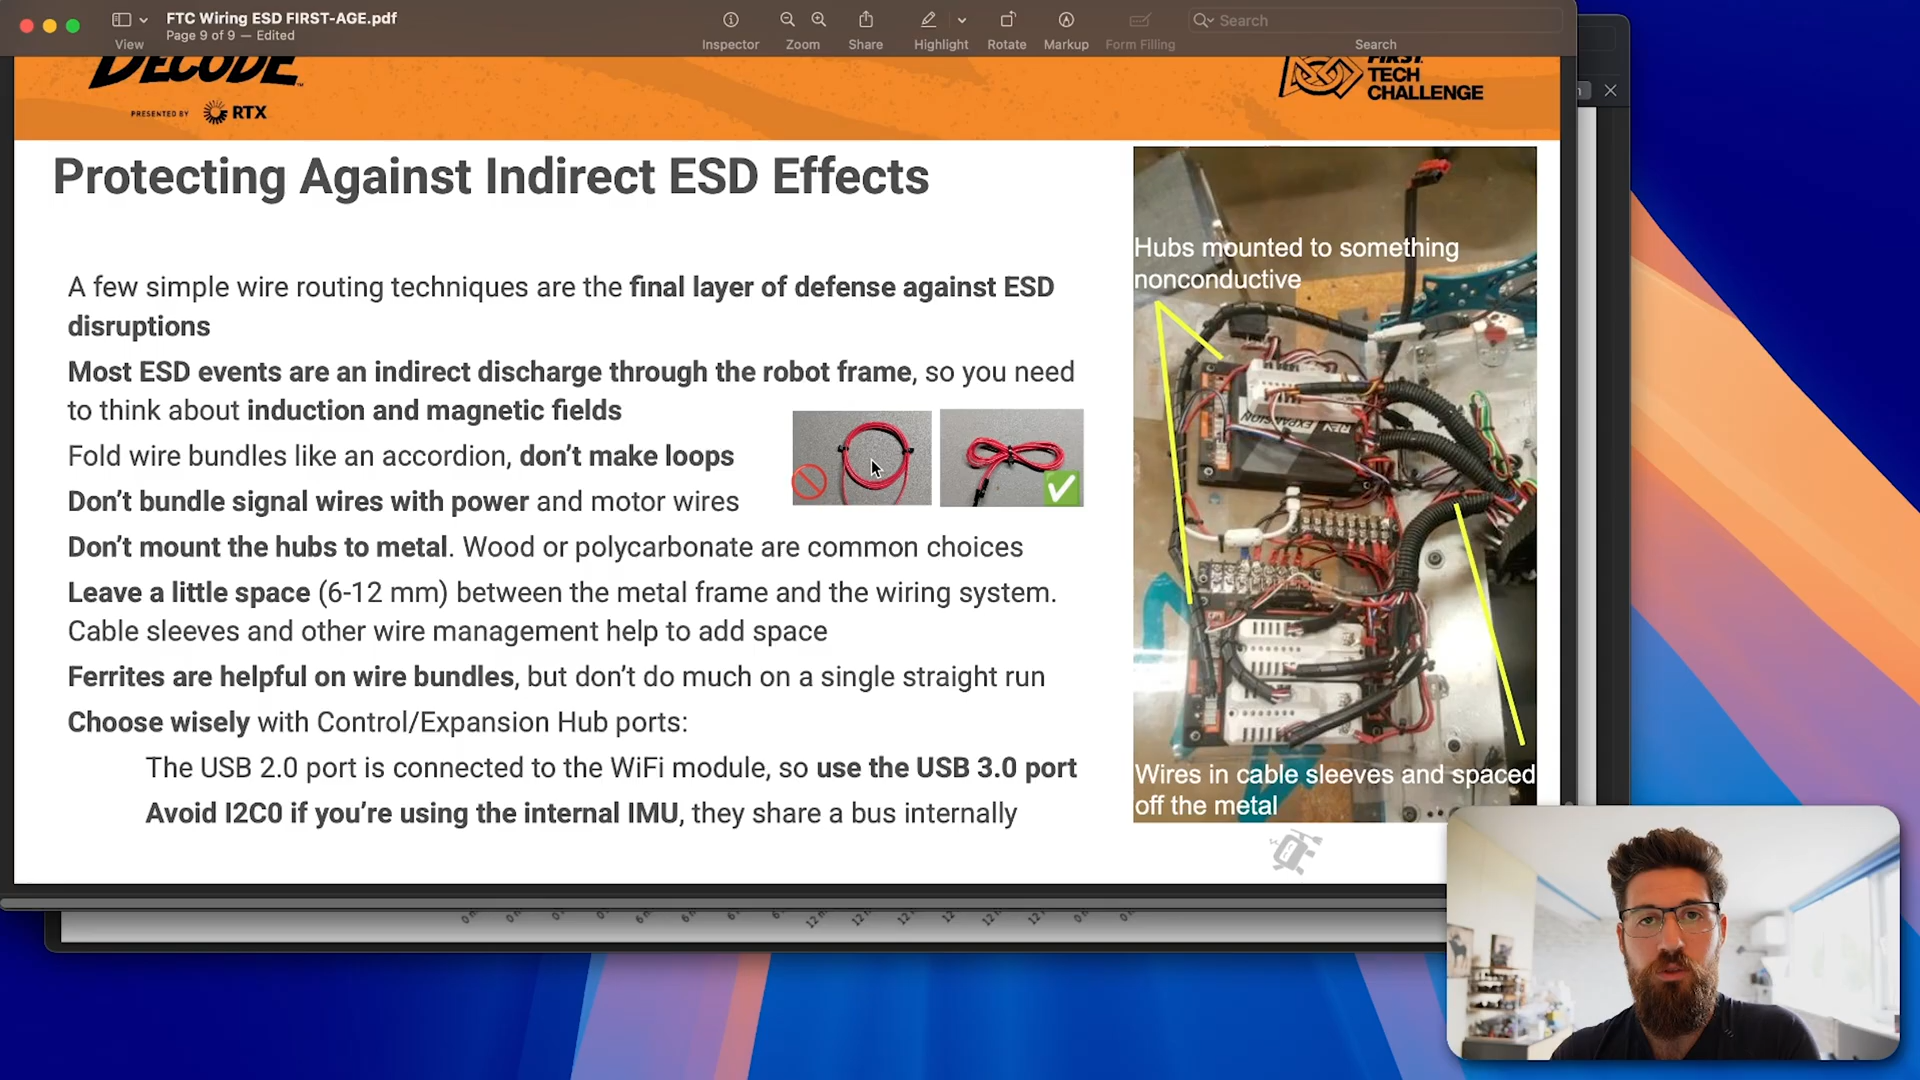 FTC Wiring ESD FIRST-AGE.pdf
Page 9 of 9 — Edited
View
Inspector
Zoom
Share
Highlight
Rotate
Markup
Form Filling
Search
Search
DECODE
PRESENTED BY RTX
FIRST
TECH
CHALLENGE
Protecting Against Indirect ESD Effects
A few simple wire routing techniques are the final layer of defense against ESD
disruptions
Most ESD events are an indirect discharge through the robot frame, so you need
to think about induction and magnetic fields
Fold wire bundles like an accordion, don't make loops
Don't bundle signal wires with power and motor wires
Don't mount the hubs to metal. Wood or polycarbonate are common choices
Leave a little space (6-12 mm) between the metal frame and the wiring system.
Cable sleeves and other wire management help to add space
Ferrites are helpful on wire bundles, but don't do much on a single straight run
Choose wisely with Control/Expansion Hub ports:
The USB 2.0 port is connected to the WiFi module, so use the USB 3.0 port
Avoid I2C0 if you're using the internal IMU, they share a bus internally
Hubs mounted to something
nonconductive
REV EXPANSION
Wires in cable sleeves and spaced
off the metal